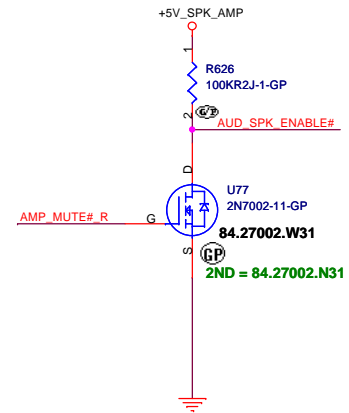 +5V_SPK_AMP
1
R626
100KR2J-1-GP
2
G/P
AUD_SPK_ENABLE#
D
U77
2N7002-11-GP
AMP_MUTE#_R
G
84.27002.W31
S
GP
2ND = 84.27002.N31